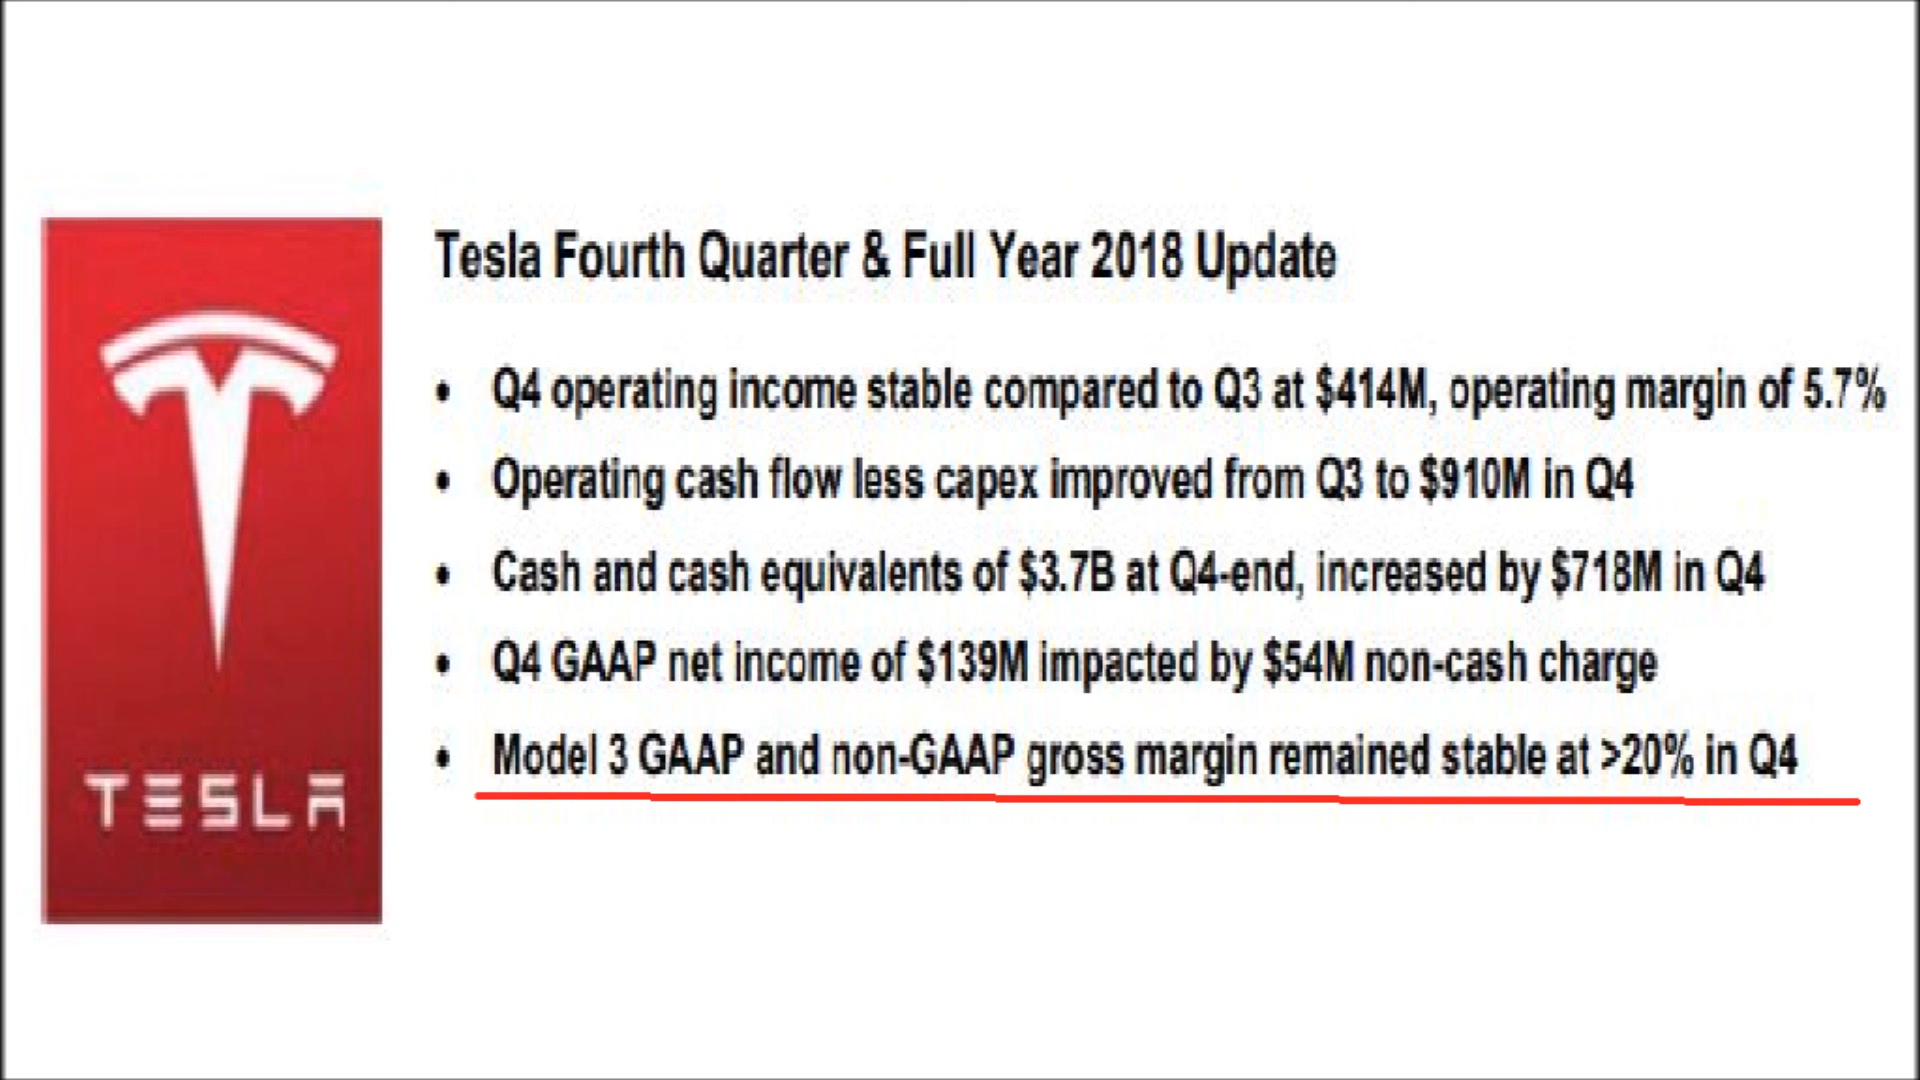 Tesla Fourth Quarter & Full Year 2018 Update
• Q4 operating income stable compared to Q3 at $414M, operating margin of 5.7%
• Operating cash flow less capex improved from Q3 to $910M in Q4
• Cash and cash equivalents of $3.7B at Q4-end, increased by $718M in Q4
• Q4 GAAP net income of $139M impacted by $54M non-cash charge
• Model 3 GAAP and non-GAAP gross margin remained stable at >20% in Q4
TESLA